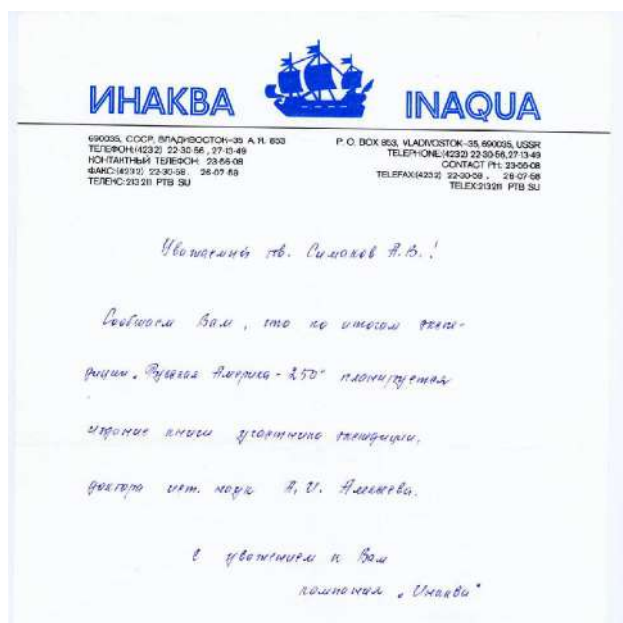 ИНАКВА
INAQUA
690035, СССР, ВЛАДИВОСТОК-35 А.Я. 853
ТЕЛЕФОН:(4232) 22-30-56, 27-13-49
КОНТАКТНЫЙ ТЕЛЕФОН: 23-56-08
ФАКС:(4232) 22-30-58, 26-07-58
ТЕЛЕКС:213211 PTB SU
P. O. BOX 853, VLADIVOSTOK-35, 690035, USSR
TELEPHONE:(4232) 22-30-56, 27-13-49
CONTACT PH: 23-56-08
TELEFAX:(4232) 22-30-58, 26-07-58
TELEX:213211 PTB SU
Уважаемый тв. Симаков А.В.!
Сообщаем Вам, что по итогам экспе-
диции „Русская Америка - 250" планируется
издание книги участника экспедиции,
доктора ист. наук А. И. Алексеева.
с уважением к Вам
компания „Инаква"